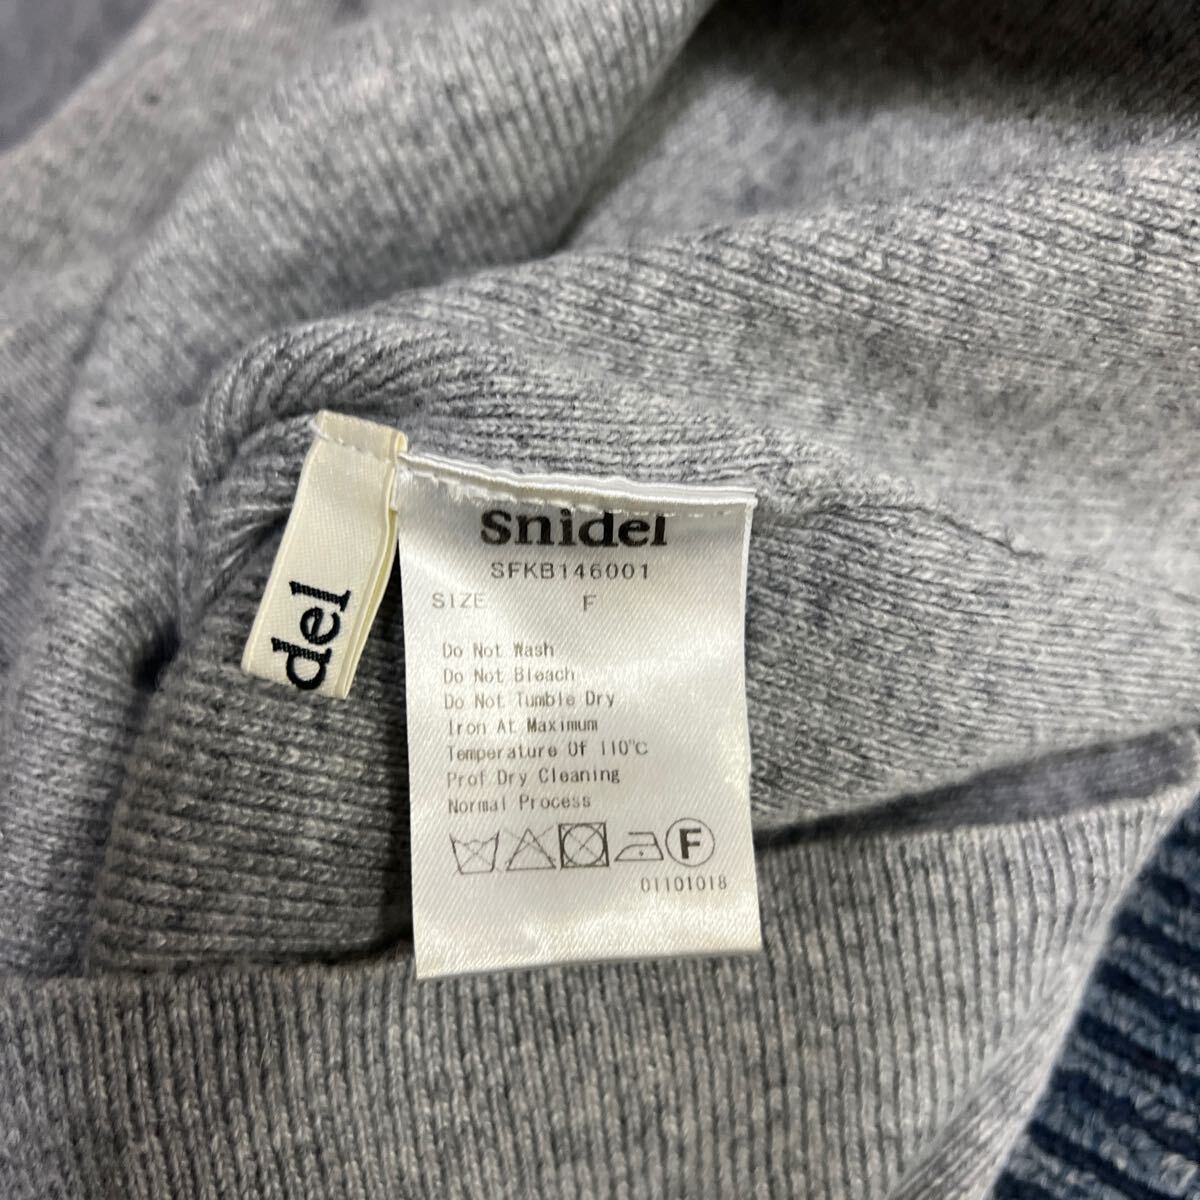 del
Snidel
SFKB146001
SIZE F
Do Not Wash
Do Not Bleach
Do Not Tumble Dry
Iron At Maximum
Temperature Of 110℃
Prof Dry Cleaning
Normal Process
F
01101018